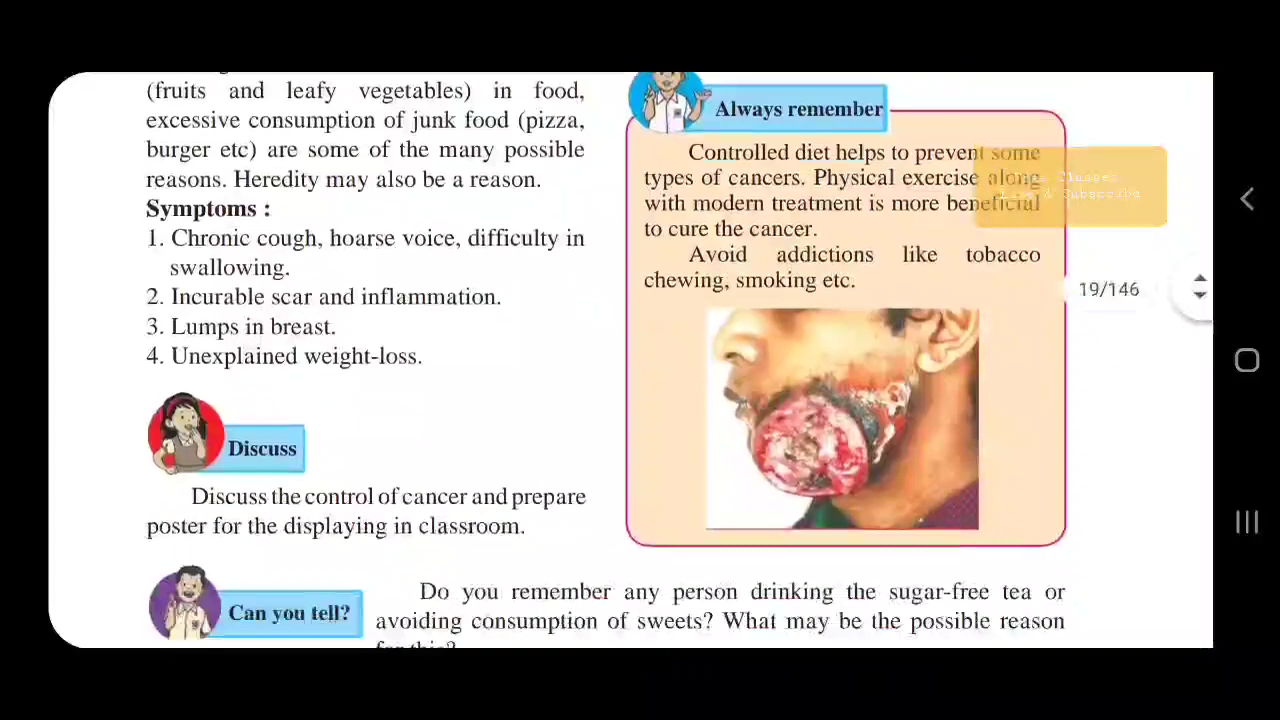 (fruits and leafy vegetables) in food,
excessive consumption of junk food (pizza,
burger etc) are some of the many possible
reasons. Heredity may also be a reason.
Symptoms :
1. Chronic cough, hoarse voice, difficulty in
swallowing.
2. Incurable scar and inflammation.
3. Lumps in breast.
4. Unexplained weight-loss.
Discuss
Discuss the control of cancer and prepare
poster for the displaying in classroom.
Always remember
Controlled diet helps to prevent some
types of cancers. Physical exercise along
with modern treatment is more beneficial
to cure the cancer.
Avoid addictions like tobacco
chewing, smoking etc.
Classes
Like & Subscribe
19/146
Can you tell?
Do you remember any person drinking the sugar-free tea or
avoiding consumption of sweets? What may be the possible reason
for this?